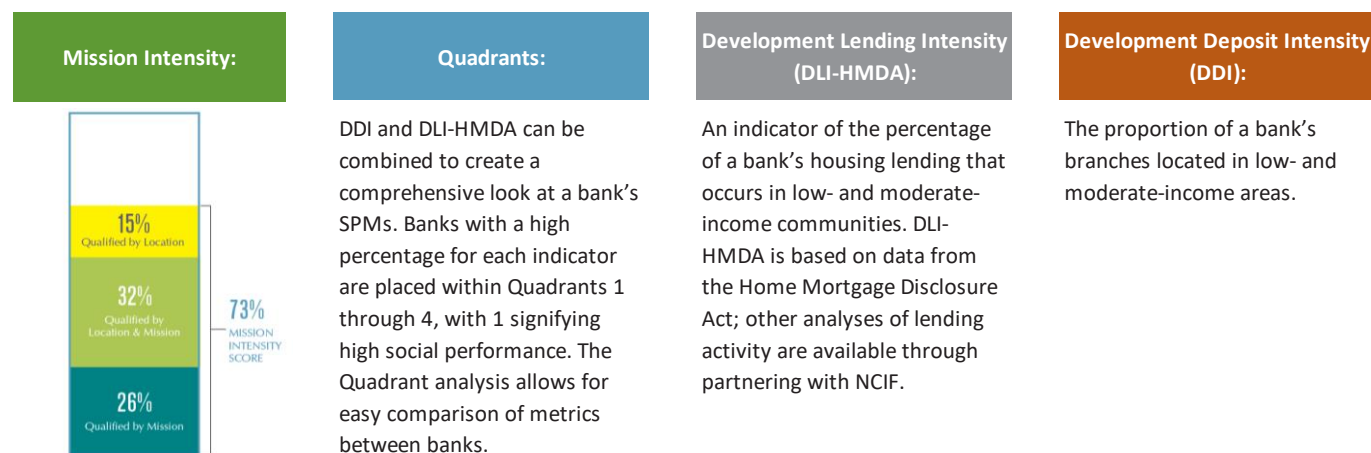 Mission Intensity:
15%
Qualified by Location
32%
Qualified by
Location & Mission
26%
Qualified by Mission
73%
MISSION
INTENSITY
SCORE
Quadrants:
DDI and DLI-HMDA can be
combined to create a
comprehensive look at a bank's
SPMs. Banks with a high
percentage for each indicator
are placed within Quadrants 1
through 4, with 1 signifying
high social performance. The
Quadrant analysis allows for
easy comparison of metrics
between banks.
Development Lending Intensity
(DLI-HMDA):
An indicator of the percentage
of a bank's housing lending that
occurs in low- and moderate-
income communities. DLI-
HMDA is based on data from
the Home Mortgage Disclosure
Act; other analyses of lending
activity are available through
partnering with NCIF.
Development Deposit Intensity
(DDI):
The proportion of a bank's
branches located in low- and
moderate-income areas.